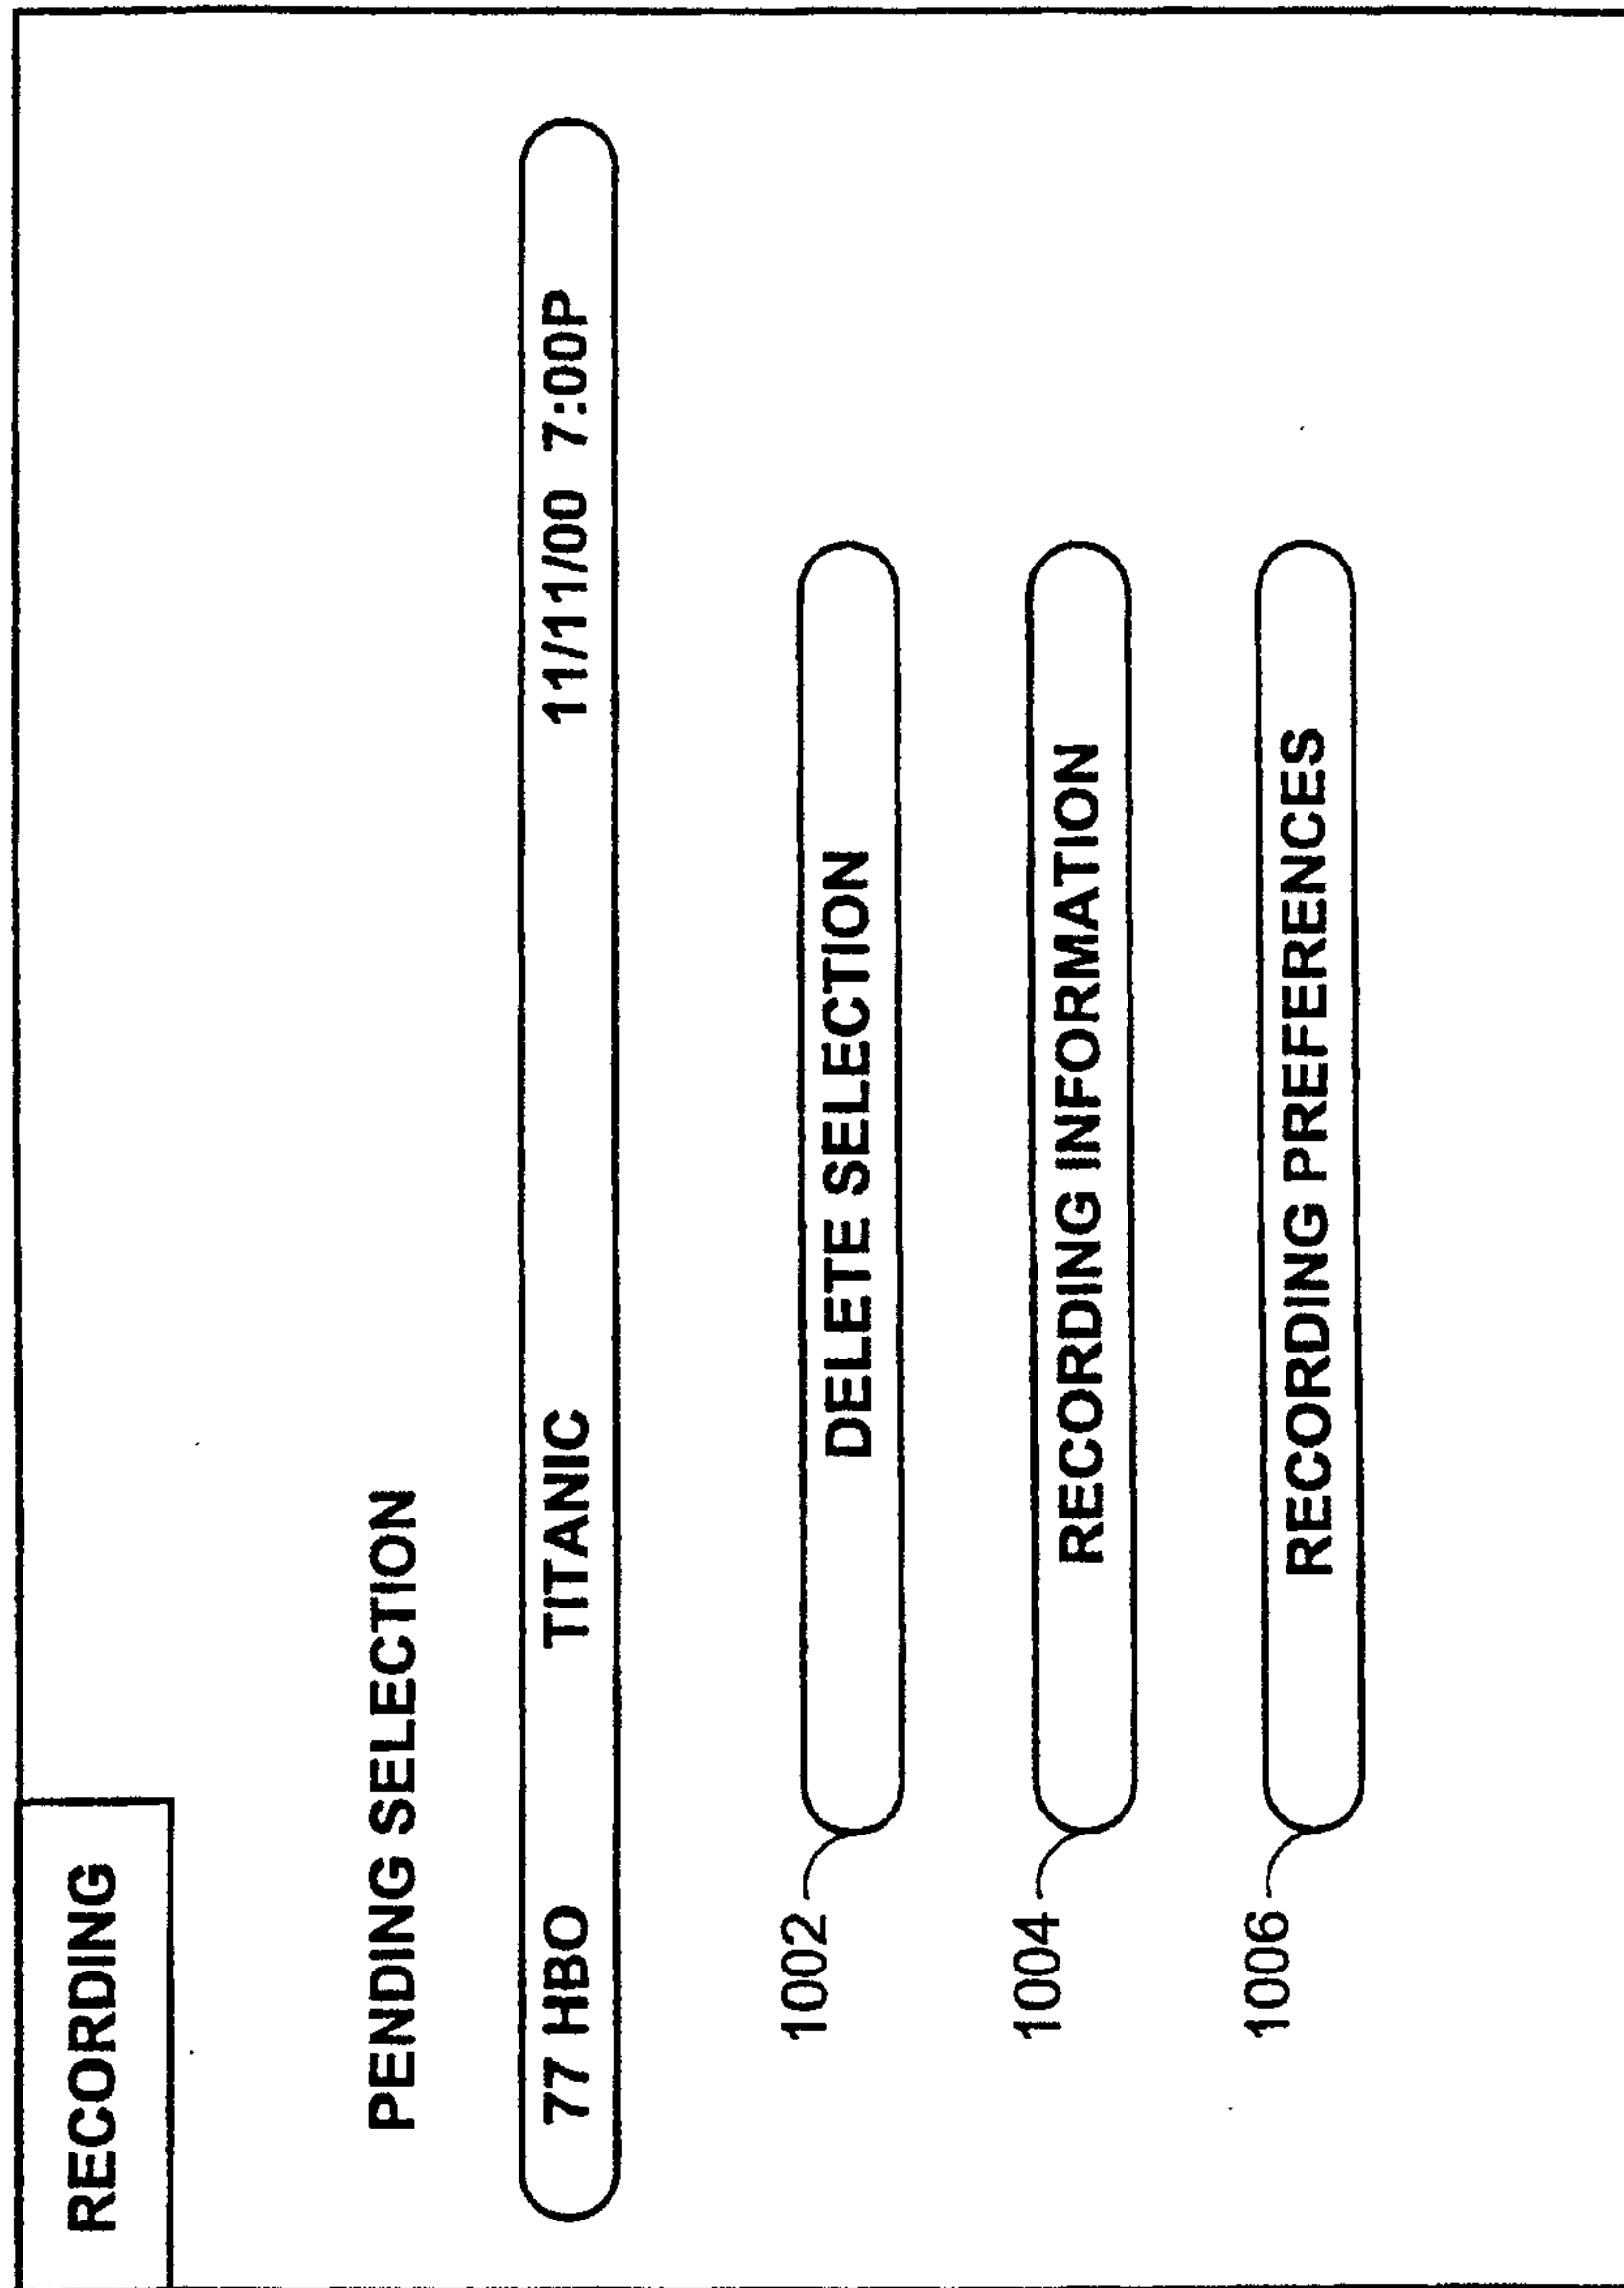 RECORDING
PENDING SELECTION
77 HBO TITANIC 11/11/00 7:00P
1002 DELETE SELECTION
1004 RECORDING INFORMATION
1006 RECORDING PREFERENCES